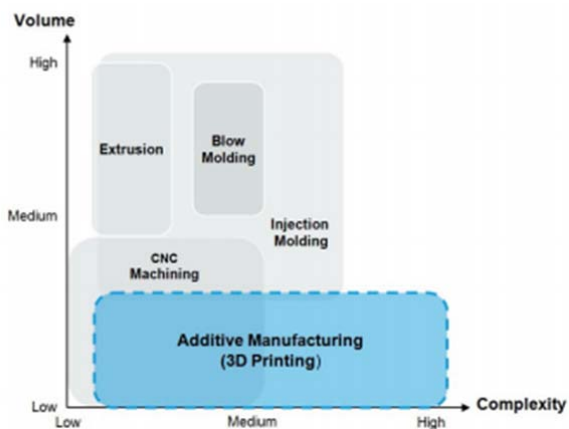 Volume
High
Extrusion
Blow
Molding
Medium
Injection
Molding
CNC
Machining
Additive Manufacturing
(3D Printing)
Low
Complexity
Low
Medium
High